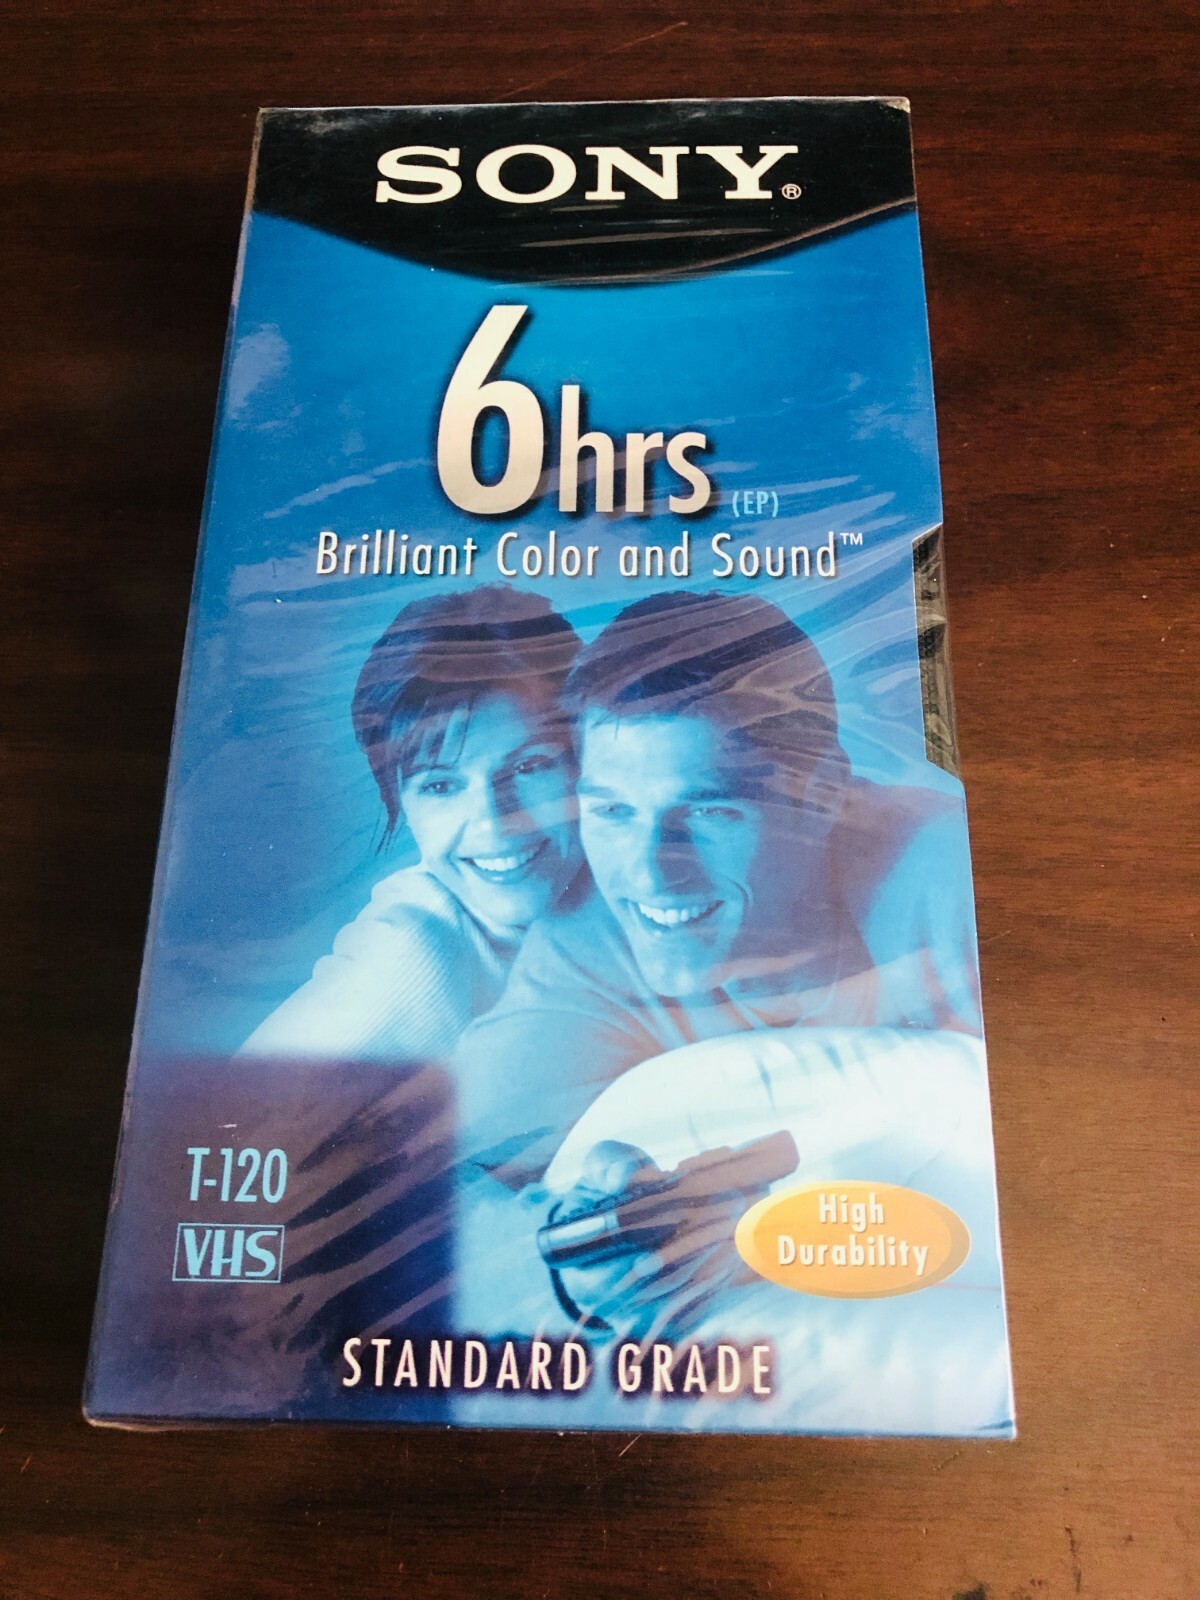 SONY®
6hrs (EP)
Brilliant Color and Sound™
T-120
VHS
High
Durability
STANDARD GRADE